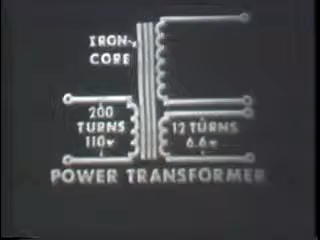 IRON-
CORE
200
TURNS
110v
12 TURNS
6.6v
POWER TRANSFORMER